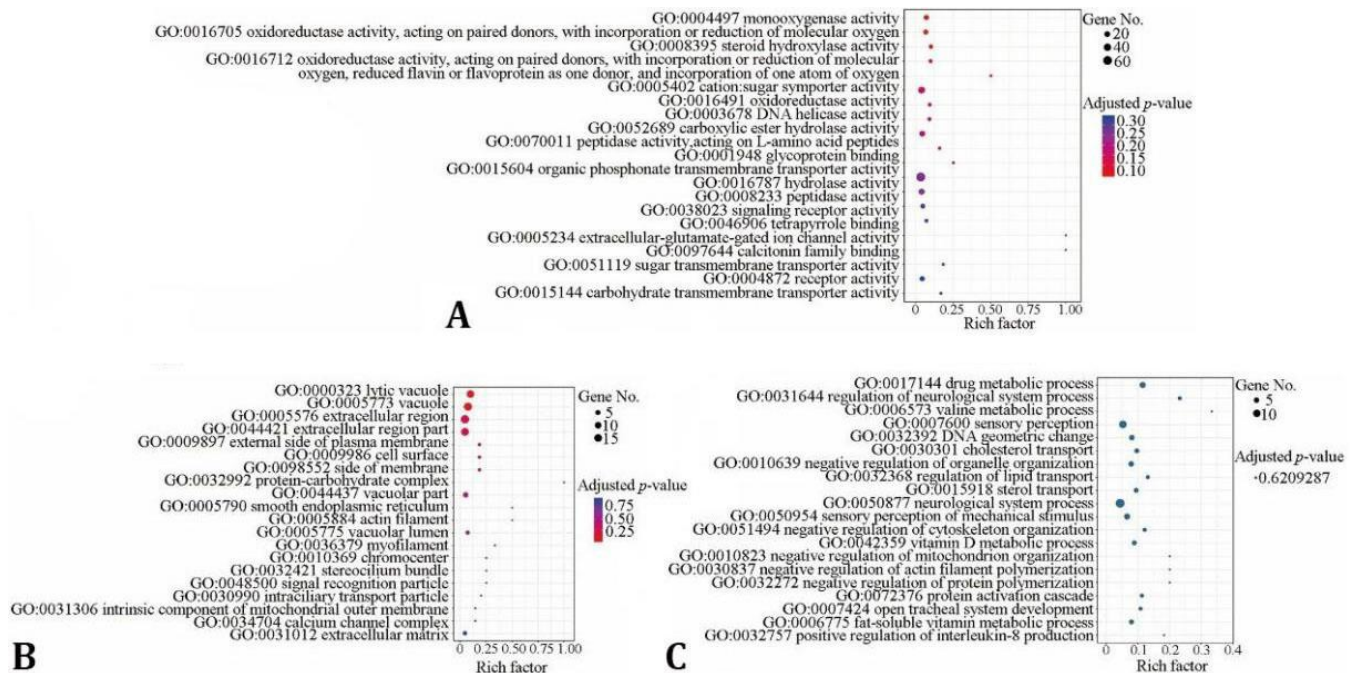 GO:0004497 monooxygenase activity
GO:0016705 oxidoreductase activity, acting on paired donors, with incorporation or reduction of molecular oxygen
GO:0008395 steroid hydroxylase activity
GO:0016712 oxidoreductase activity, acting on paired donors, with incorporation or reduction of molecular
oxygen, reduced flavin or flavoprotein as one donor, and incorporation of one atom of oxygen
GO:0005402 cation:sugar symporter activity
GO:0016491 oxidoreductase activity
GO:0003678 DNA helicase activity
GO:0052689 carboxylic ester hydrolase activity
GO:0070011 peptidase activity,acting on L-amino acid peptides
GO:0001948 glycoprotein binding
GO:0015604 organic phosphonate transmembrane transporter activity
GO:0016787 hydrolase activity
GO:0008233 peptidase activity
GO:0038023 signaling receptor activity
GO:0046906 tetrapyrrole binding
GO:0005234 extracellular-glutamate-gated ion channel activity
GO:0097644 calcitonin family binding
GO:0051119 sugar transmembrane transporter activity
GO:0004872 receptor activity
GO:0015144 carbohydrate transmembrane transporter activity
0 0.25 0.50 0.75 1.00
Rich factor
Gene No.
20
40
60
Adjusted p-value
0.30
0.25
0.20
0.15
0.10
A
GO:0000323 lytic vacuole
GO:0005773 vacuole
GO:0005576 extracellular region
GO:0044421 extracellular region part
GO:0009897 external side of plasma membrane
GO:0009986 cell surface
GO:0098552 side of membrane
GO:0032992 protein-carbohydrate complex
GO:0044437 vacuolar part
GO:0005790 smooth endoplasmic reticulum
GO:0005884 actin filament
GO:0005775 vacuolar lumen
GO:0036379 myofilament
GO:0010369 chromocenter
GO:0032421 stereocilium bundle
GO:0048500 signal recognition particle
GO:0030990 intraciliary transport particle
GO:0031306 intrinsic component of mitochondrial outer membrane
GO:0034704 calcium channel complex
GO:0031012 extracellular matrix
0 0.25 0.50 0.75 1.00
Rich factor
Gene No.
5
10
15
Adjusted p-value
0.75
0.50
0.25
B
GO:0017144 drug metabolic process
GO:0031644 regulation of neurological system process
GO:0006573 valine metabolic process
GO:0007600 sensory perception
GO:0032392 DNA geometric change
GO:0030301 cholesterol transport
GO:0010639 negative regulation of organelle organization
GO:0032368 regulation of lipid transport
GO:0015918 sterol transport
GO:0050877 neurological system process
GO:0050954 sensory perception of mechanical stimulus
GO:0051494 negative regulation of cytoskeleton organization
GO:0042359 vitamin D metabolic process
GO:0010823 negative regulation of mitochondrion organization
GO:0030837 negative regulation of actin filament polymerization
GO:0032272 negative regulation of protein polymerization
GO:0072376 protein activation cascade
GO:0007424 open tracheal system development
GO:0006775 fat-soluble vitamin metabolic process
GO:0032757 positive regulation of interleukin-8 production
0 0.1 0.2 0.3 0.4
Rich factor
Gene No.
5
10
Adjusted p-value
-0.6209287
C